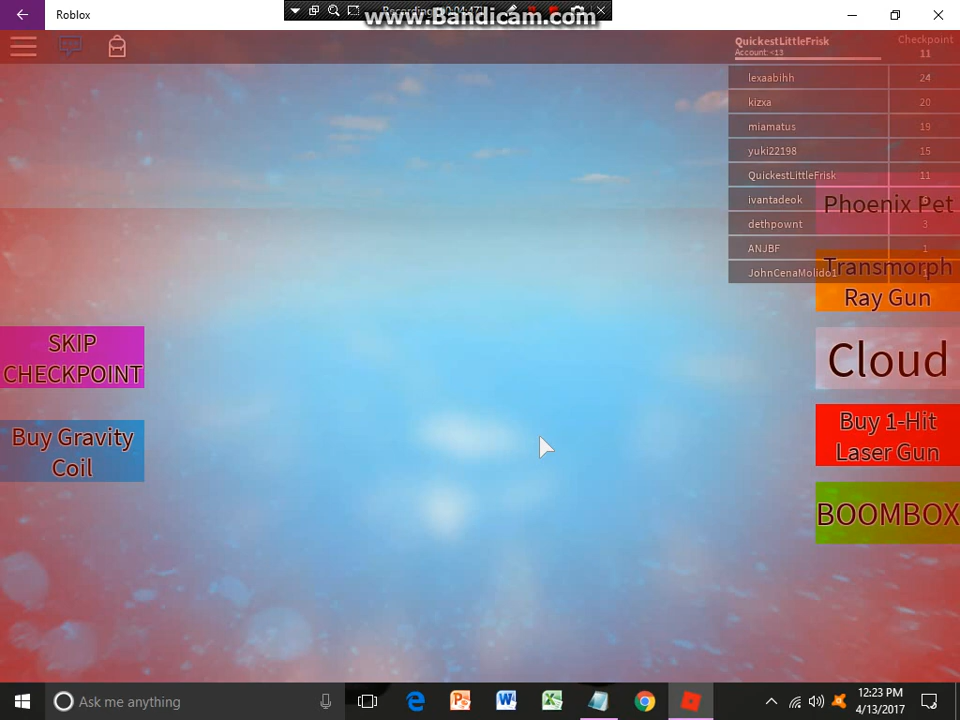 Roblox
www.Bandicam.com
QuickestLittleFrisk
Account: <13
Checkpoint
11
lexaabihh 24
kizxa 20
miamatus 19
yuki22198 15
QuickestLittleFrisk 11
ivantadeok
dethpownt 3
ANJBF 1
JohnCenaMolido1
Phoenix Pet
Transmorph
Ray Gun
SKIP
CHECKPOINT
Cloud
Buy Gravity
Coil
Buy 1-Hit
Laser Gun
BOOMBOX
Ask me anything
12:23 PM
4/13/2017